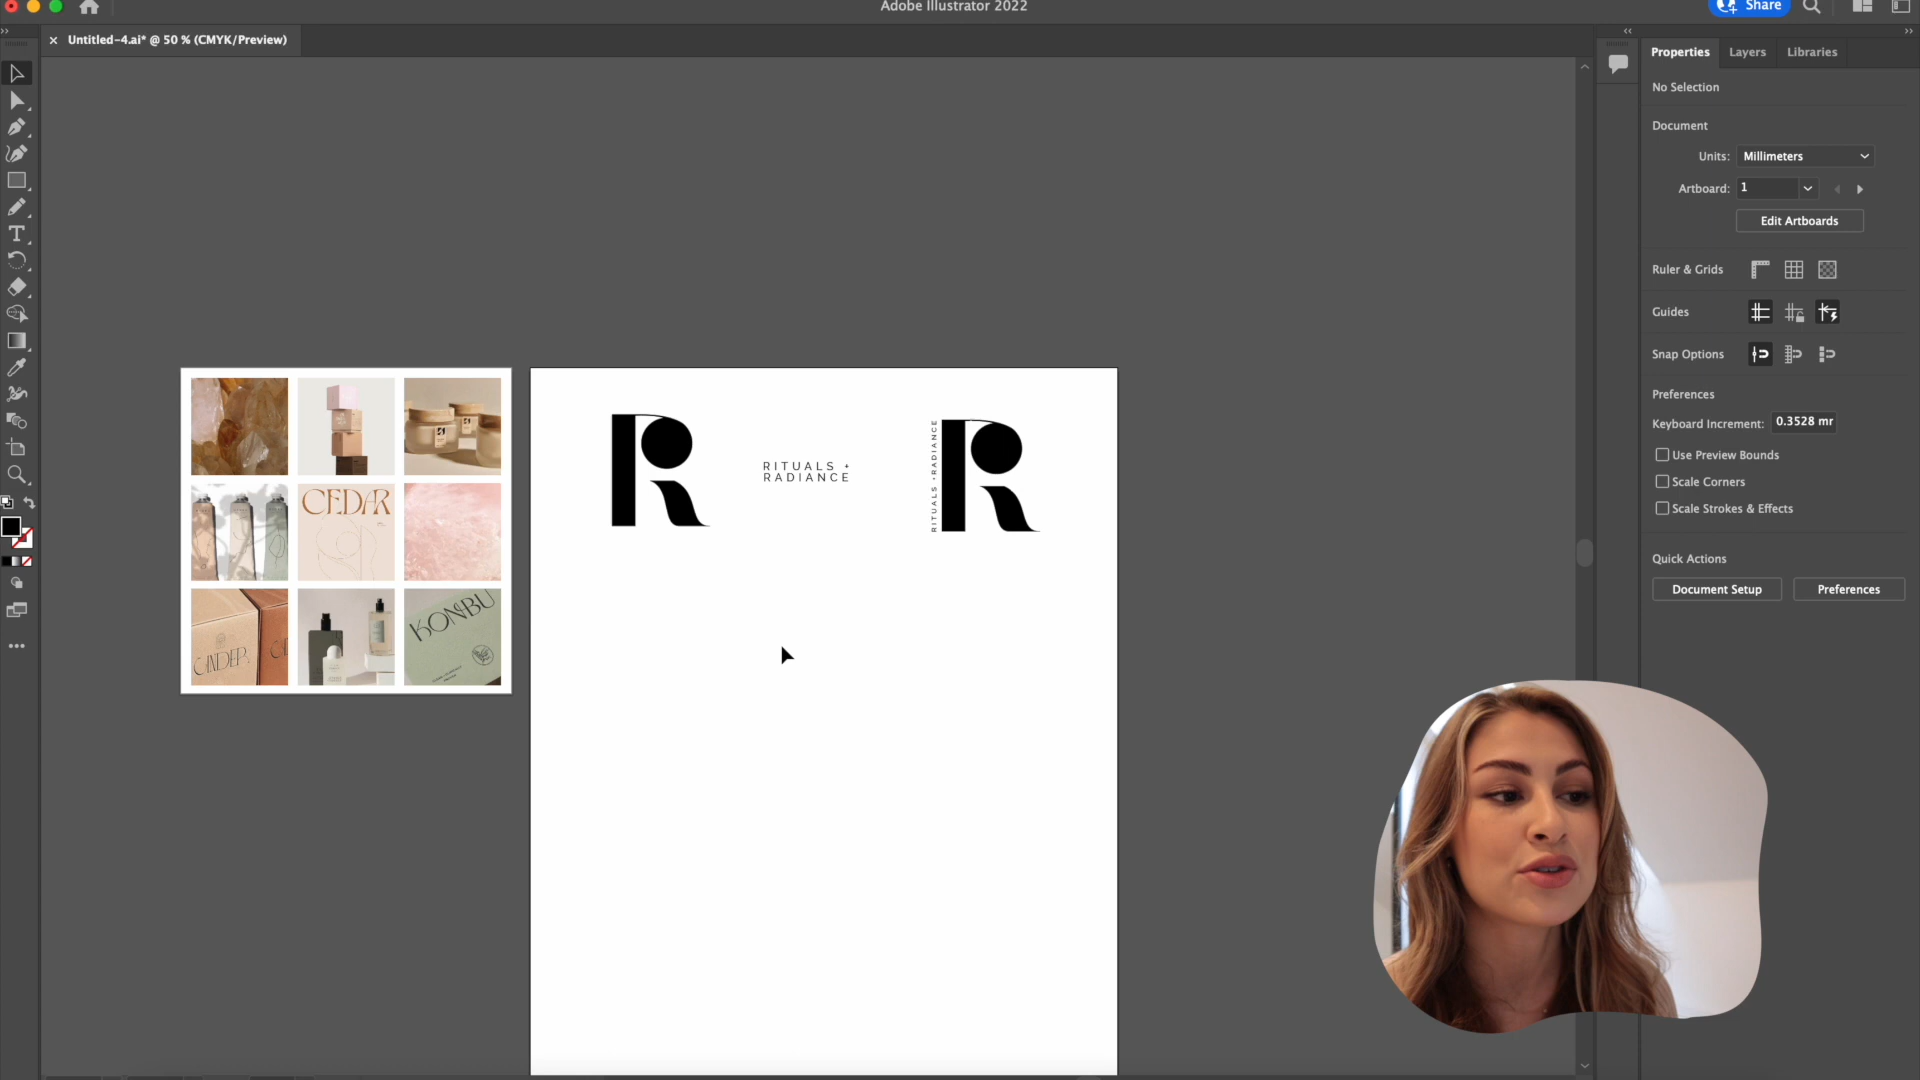 Adobe Illustrator 2022
Share
Untitled-4.ai* @ 50 % (CMYK/Preview)
Properties
Layers
Libraries
No Selection
Document
Units:
Millimeters
Artboard:
1
Edit Artboards
Ruler & Grids
Guides
Snap Options
Preferences
Keyboard Increment:
0.3528 mr
Use Preview Bounds
Scale Corners
Scale Strokes & Effects
Quick Actions
Document Setup
Preferences
CEDAR
CINDER
KONBU
R
RITUALS +
RADIANCE
RITUALS +RADIANCE
R